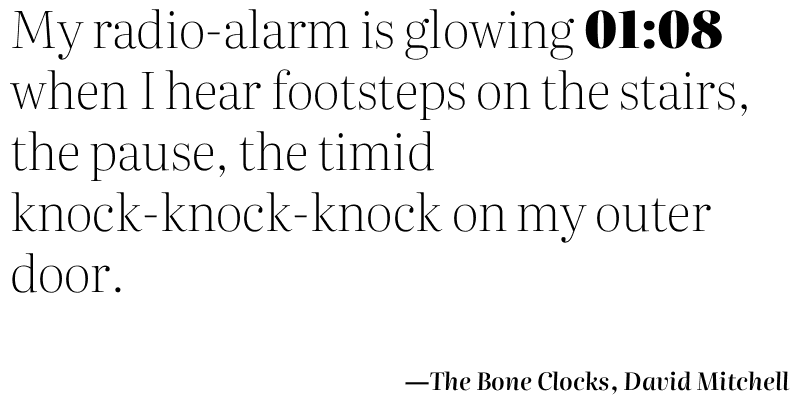 My radio-alarm is glowing 01:08
when I hear footsteps on the stairs,
the pause, the timid
knock-knock-knock on my outer
door.
—The Bone Clocks, David Mitchell